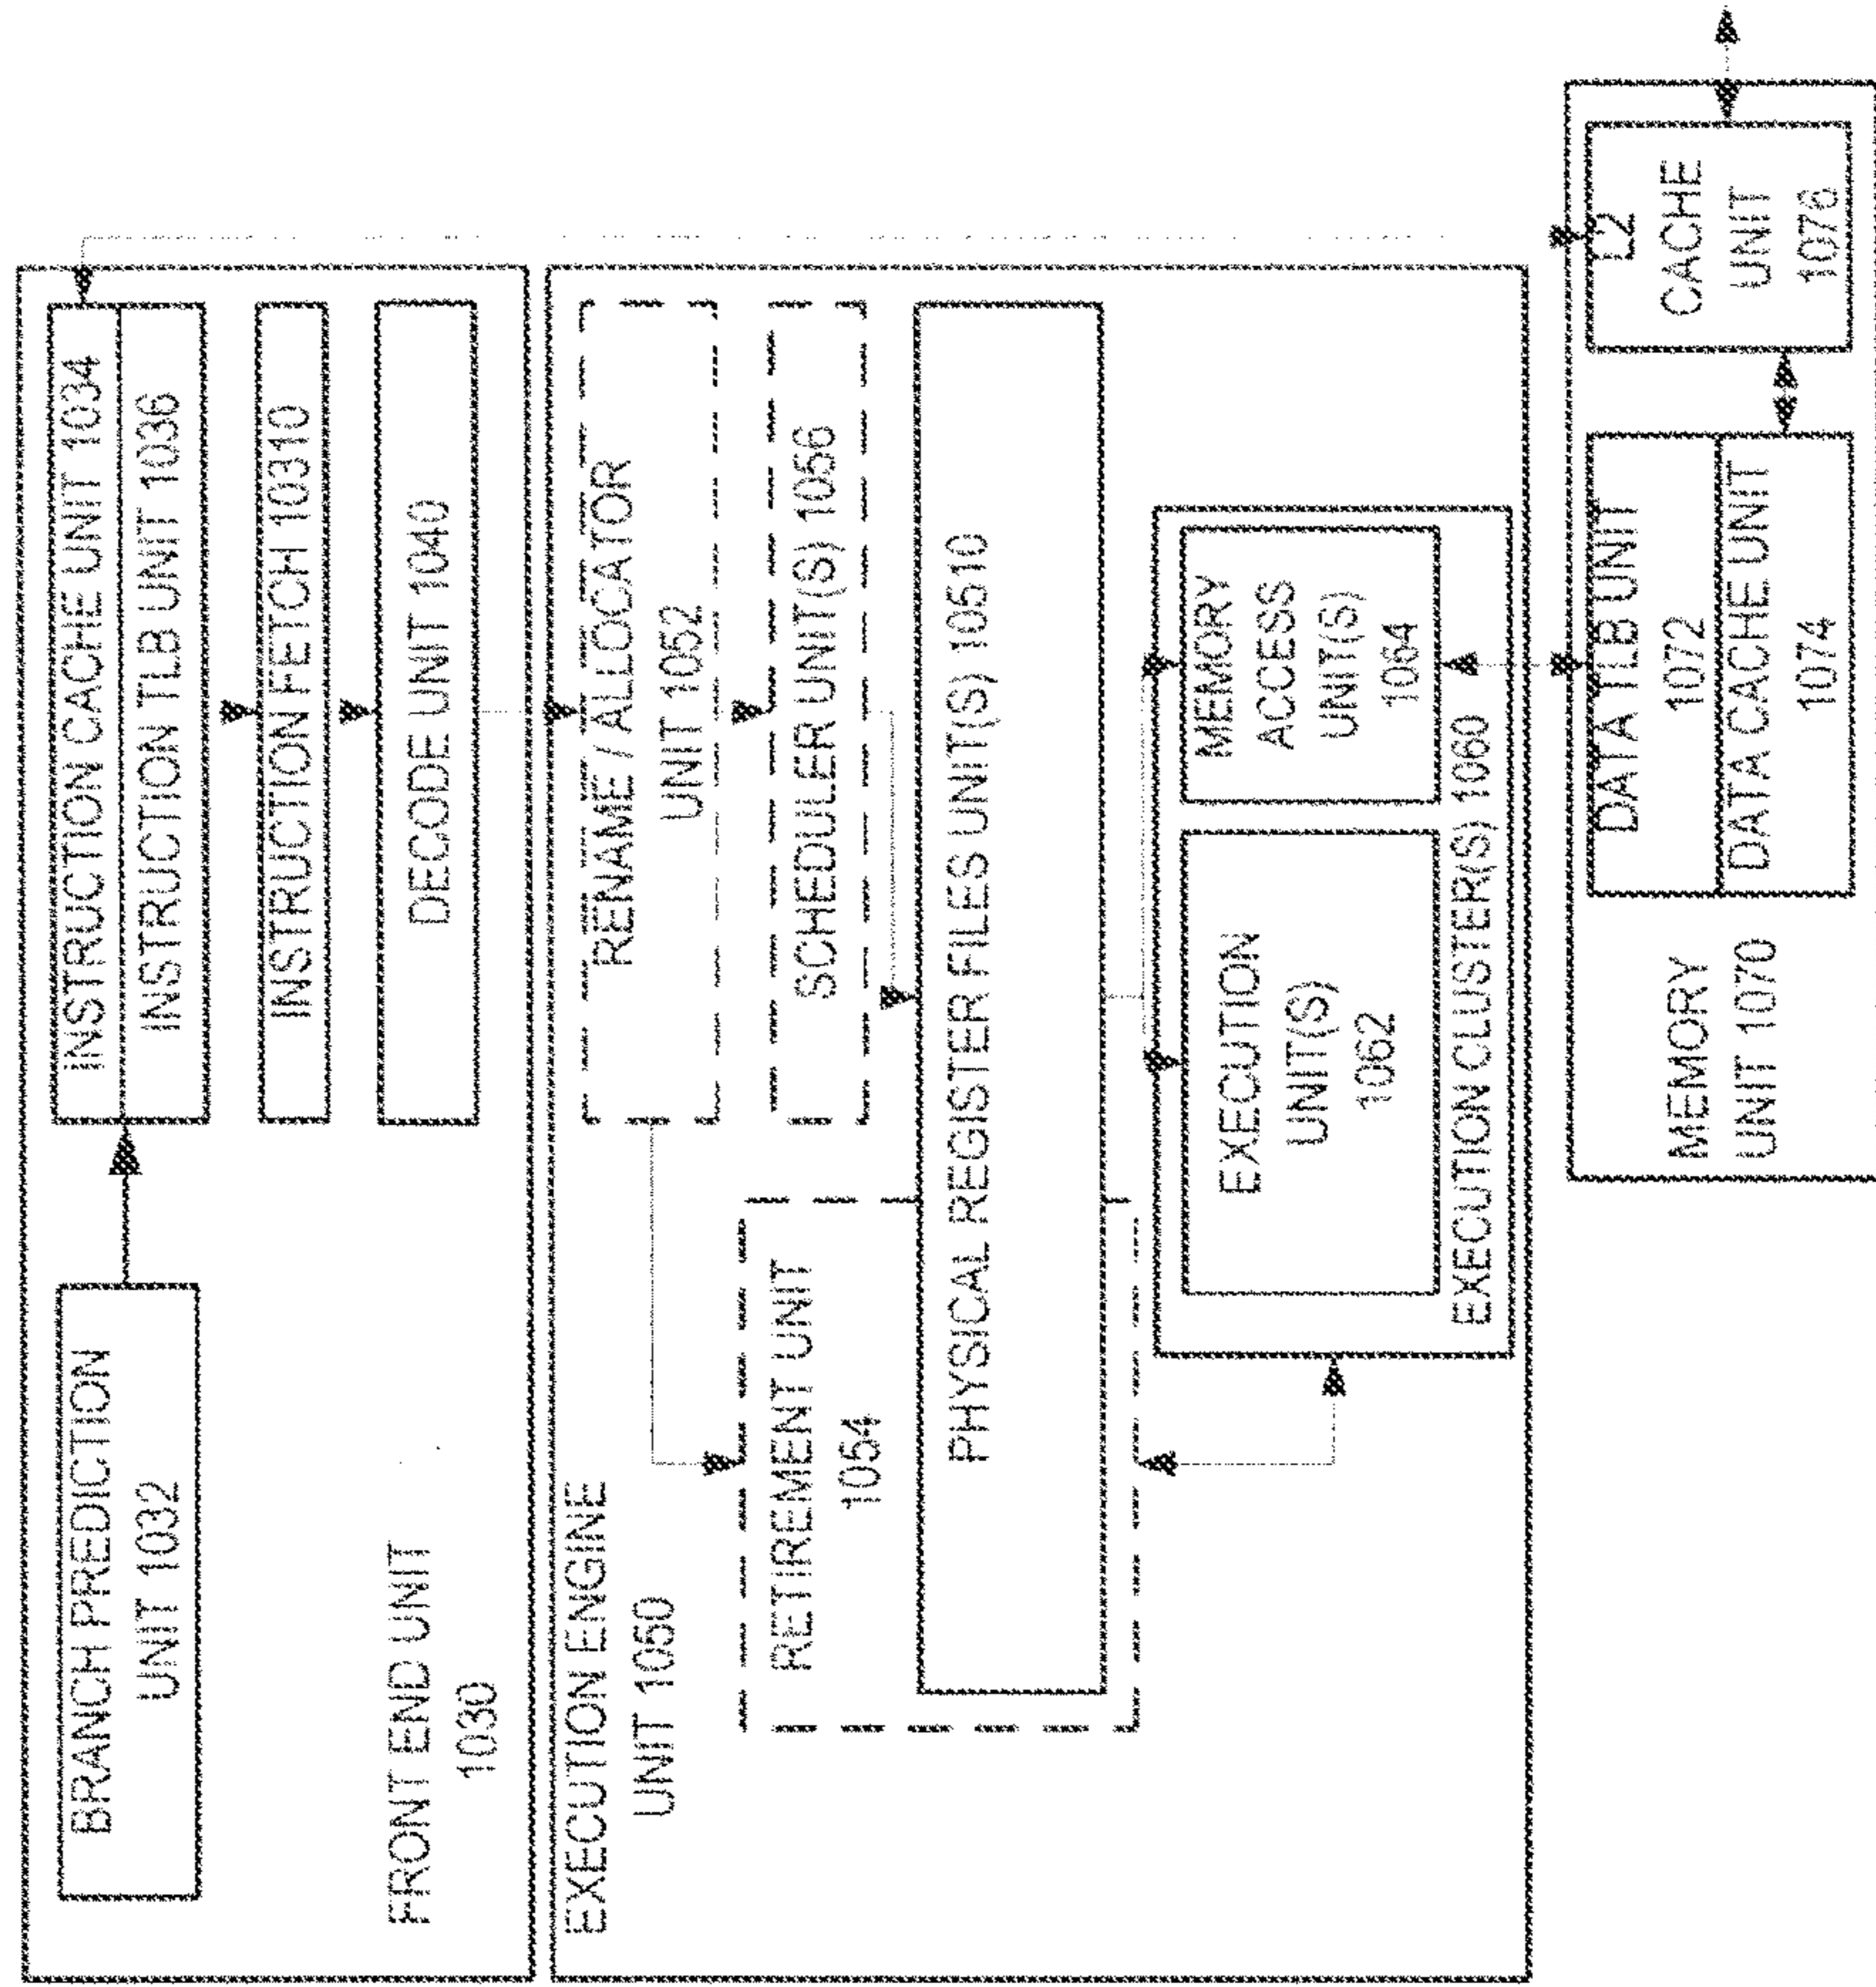 BRANCH PREDICTION
UNIT 1032
INSTRUCTION CACHE UNIT 1034
INSTRUCTION TLB UNIT 1036
INSTRUCTION FETCH 10310
DECODE UNIT 1040
FRONT END UNIT
1030
EXECUTION ENGINE
UNIT 1050
RENAME / ALLOCATOR
UNIT 1052
RETIREMENT UNIT
1054
SCHEDULER UNIT(S) 1056
PHYSICAL REGISTER FILES UNIT(S) 10510
EXECUTION
UNIT(S)
1062
MEMORY
ACCESS
UNIT(S)
1064
EXECUTION CLUSTER(S) 1060
MEMORY
UNIT 1070
DATA TLB UNIT
1072
DATA CACHE UNIT
1074
L2
CACHE
UNIT
1076